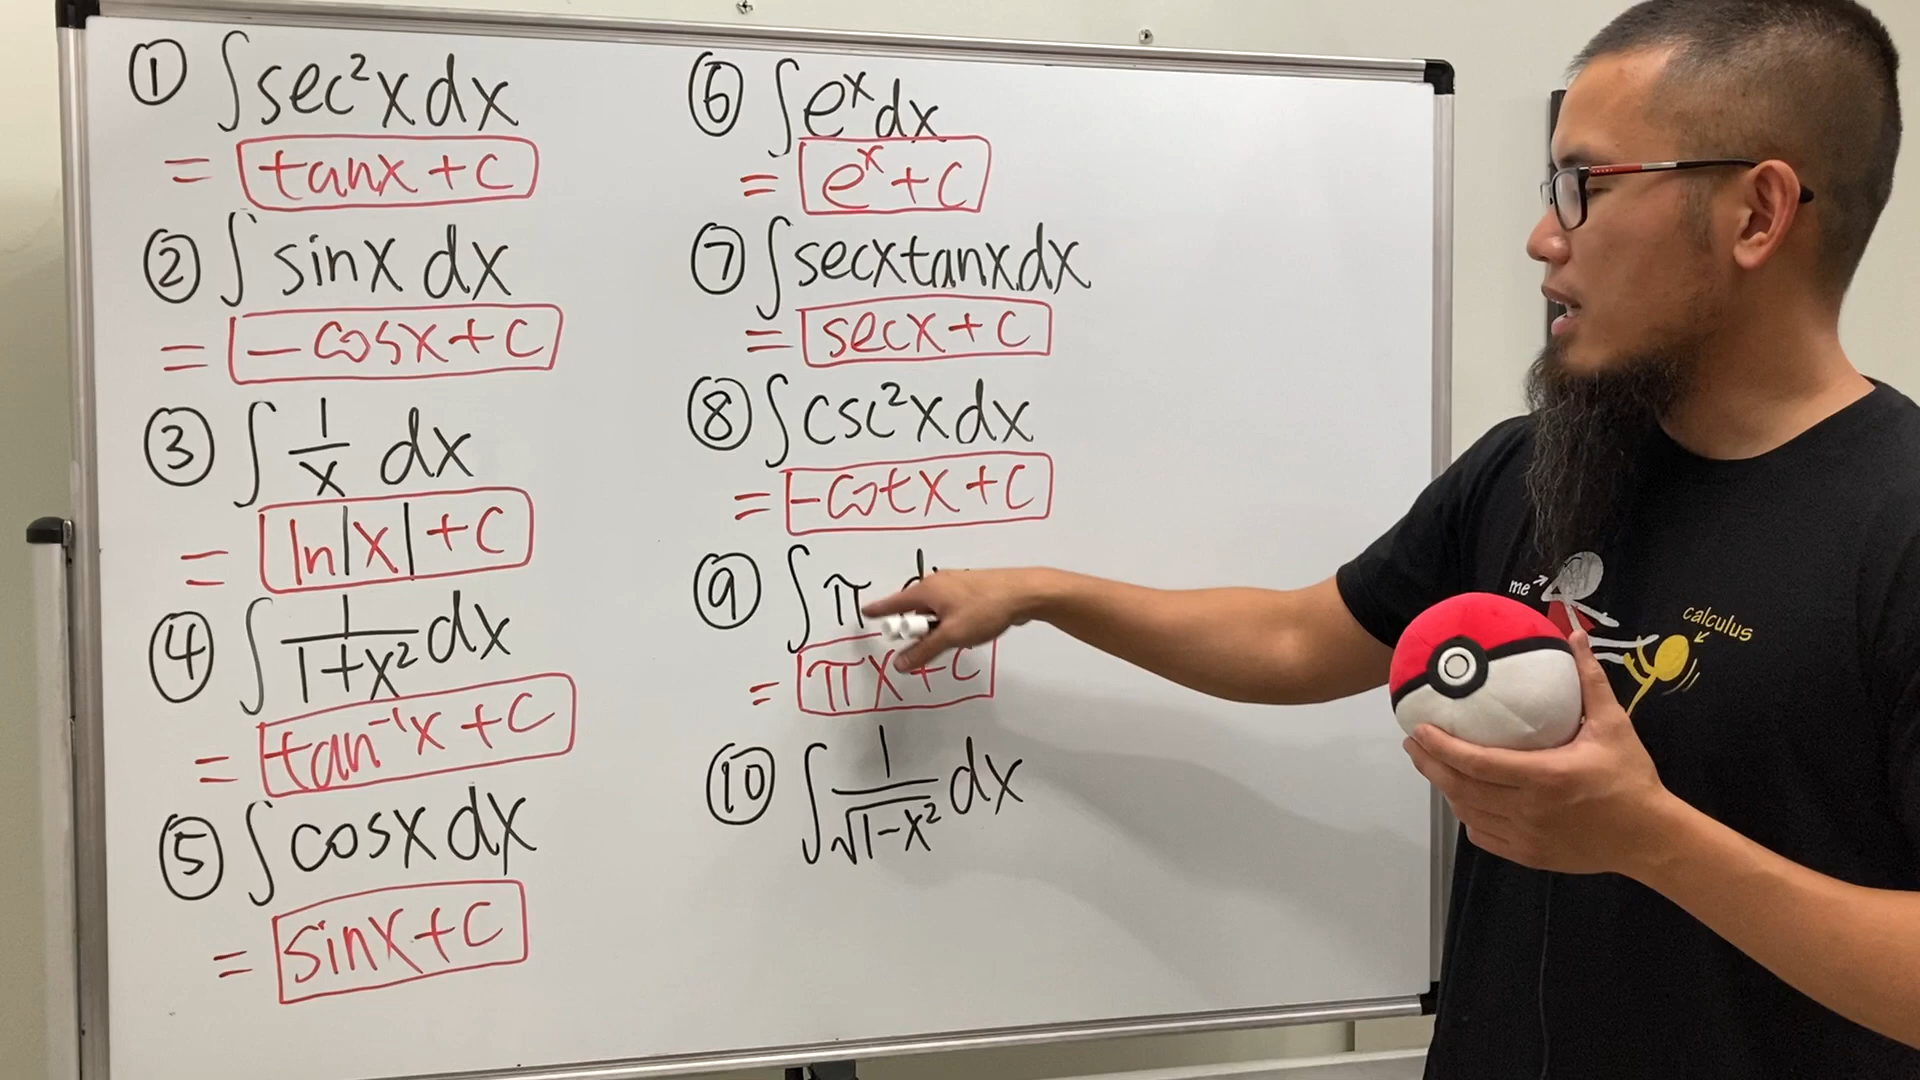 ① ∫ sec²x dx
= tanx + C
② ∫ sinx dx
= -cosx + C
③ ∫ 1/x dx
= ln|x| + C
④ ∫ 1/(1+x²) dx
= tan⁻¹x + C
⑤ ∫ cosx dx
= sinx + C
⑥ ∫ eˣ dx
= eˣ + C
⑦ ∫ secxtanx dx
= secx + C
⑧ ∫ csc²x dx
= -cotx + C
⑨ ∫ π dx
= πx + C
⑩ ∫ 1/√(1-x²) dx
me
calculus